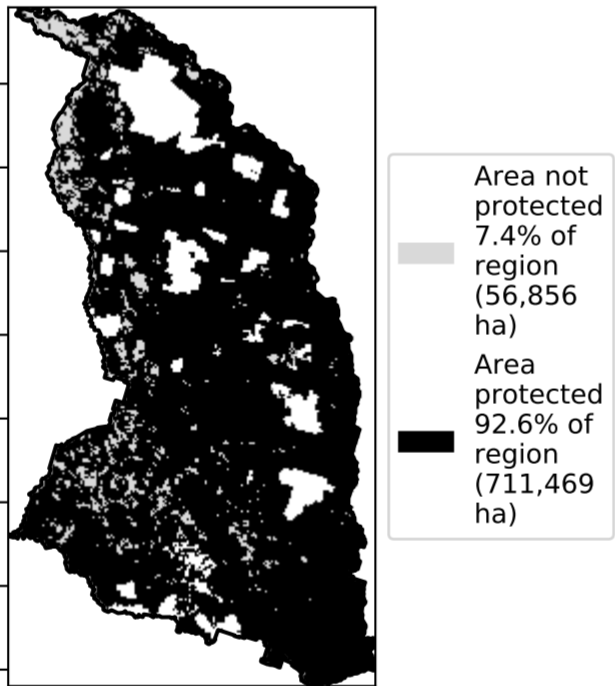 Area not
protected
7.4% of
region
(56,856
ha)
Area
protected
92.6% of
region
(711,469
ha)